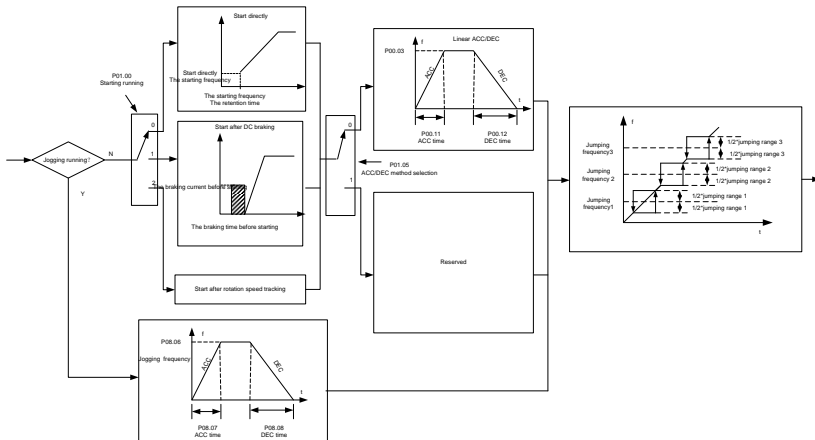 P01.00
Starting running
Jogging running?
N
Y
0
1
2
Start directly
f
t
Start directly
The starting frequency
The starting frequency
The retention time
Start after DC braking
The braking current before starting
The braking time before starting
Start after rotation speed tracking
0
1
P01.05
ACC/DEC method selection
Linear ACC/DEC
P00.03
f
ACC
DEC
t
P00.11
ACC time
P00.12
DEC time
Reserved
P08.06
Jogging frequency
f
ACC
DEC
t
P08.07
ACC time
P08.08
DEC time
f
Jumping
frequency3
Jumping
frequency 2
Jumping
frequency1
1/2*jumping range 3
1/2*jumping range 3
1/2*jumping range 2
1/2*jumping range 2
1/2*jumping range 1
1/2*jumping range 1
t